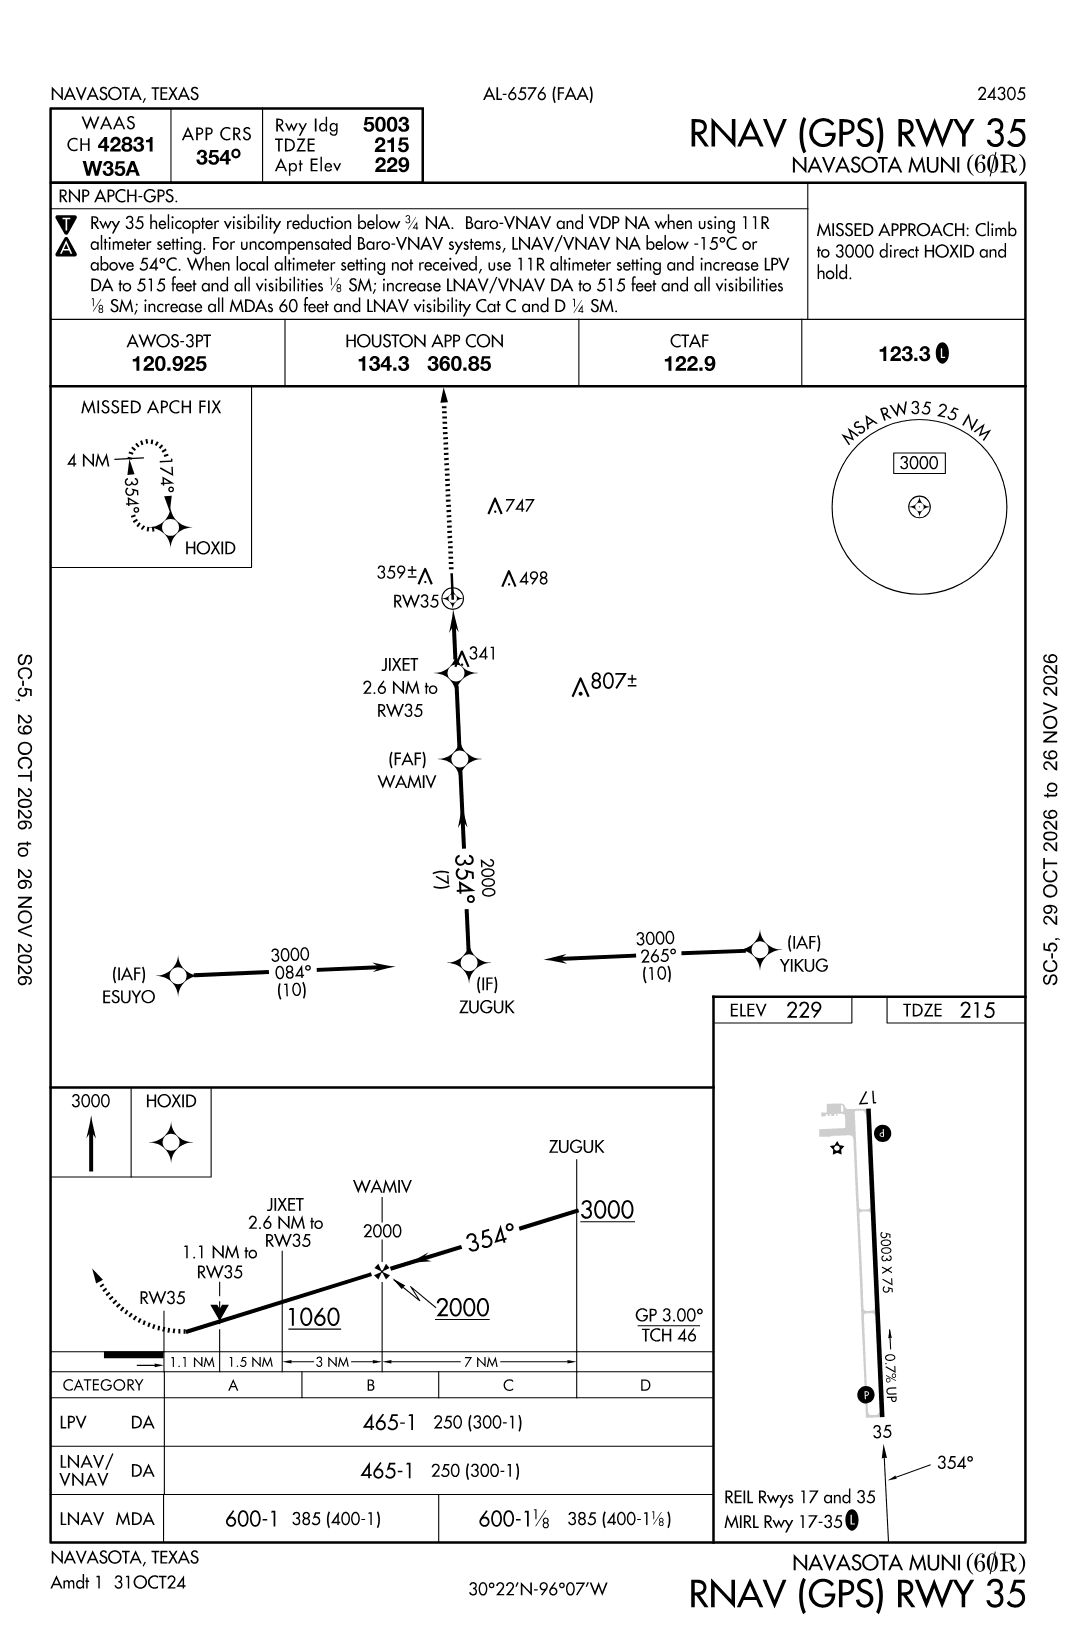 NAVASOTA, TEXAS
AL-6576 (FAA)
24305
WAAS
CH 42831
W35A
APP CRS
354°
Rwy Idg 5003
TDZE 215
Apt Elev 229
RNAV (GPS) RWY 35
NAVASOTA MUNI (6ØR)
RNP APCH-GPS.
T
A
Rwy 35 helicopter visibility reduction below ¾ NA. Baro-VNAV and VDP NA when using 11R
altimeter setting. For uncompensated Baro-VNAV systems, LNAV/VNAV NA below -15°C or
above 54°C. When local altimeter setting not received, use 11R altimeter setting and increase LPV
DA to 515 feet and all visibilities ⅛ SM; increase LNAV/VNAV DA to 515 feet and all visibilities
⅛ SM; increase all MDAs 60 feet and LNAV visibility Cat C and D ¼ SM.
MISSED APPROACH: Climb
to 3000 direct HOXID and
hold.
AWOS-3PT
120.925
HOUSTON APP CON
134.3 360.85
CTAF
122.9
123.3 L
MISSED APCH FIX
4 NM
354°
174°
HOXID
MSA RW35 25 NM
3000
747
359±
498
RW35
341
JIXET
2.6 NM to
RW35
807±
(FAF)
WAMIV
2000
354°
(7)
(IAF)
ESUYO
3000
084°
(10)
(IF)
ZUGUK
3000
265°
(10)
(IAF)
YIKUG
SC-5, 29 OCT 2026 to 26 NOV 2026
SC-5, 29 OCT 2026 to 26 NOV 2026
ELEV 229
TDZE 215
17
P
5003 X 75
0.7% UP
P
35
354°
REIL Rwys 17 and 35
MIRL Rwy 17-35 L
3000
HOXID
ZUGUK
WAMIV
JIXET
2.6 NM to
RW35
1.1 NM to
RW35
RW35
2000
354°
3000
2000
1060
GP 3.00°
TCH 46
1.1 NM
1.5 NM
3 NM
7 NM
CATEGORY A B C D
LPV DA 465-1 250 (300-1)
LNAV/
VNAV DA 465-1 250 (300-1)
LNAV MDA 600-1 385 (400-1) 600-1⅛ 385 (400-1⅛)
NAVASOTA, TEXAS
Amdt 1 31OCT24
30°22'N-96°07'W
NAVASOTA MUNI (6ØR)
RNAV (GPS) RWY 35